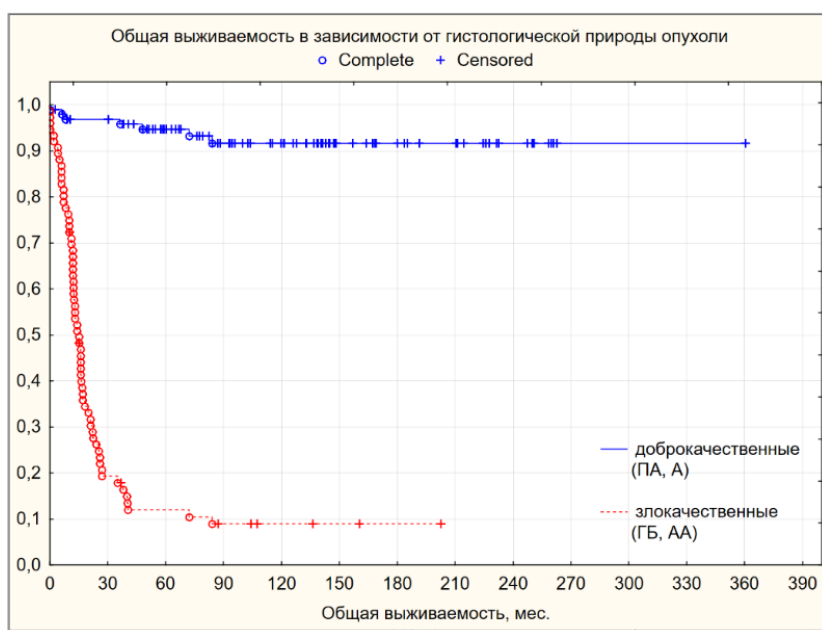 Общая выживаемость в зависимости от гистологической природы опухоли
Complete Censored
1,0
0,9
0,8
0,7
0,6
0,5
0,4
0,3
0,2
0,1
0,0
доброкачественные
(ПА, А)
злокачественные
(ГБ, АА)
0 30 60 90 120 150 180 210 240 270 300 330 360 390
Общая выживаемость, мес.